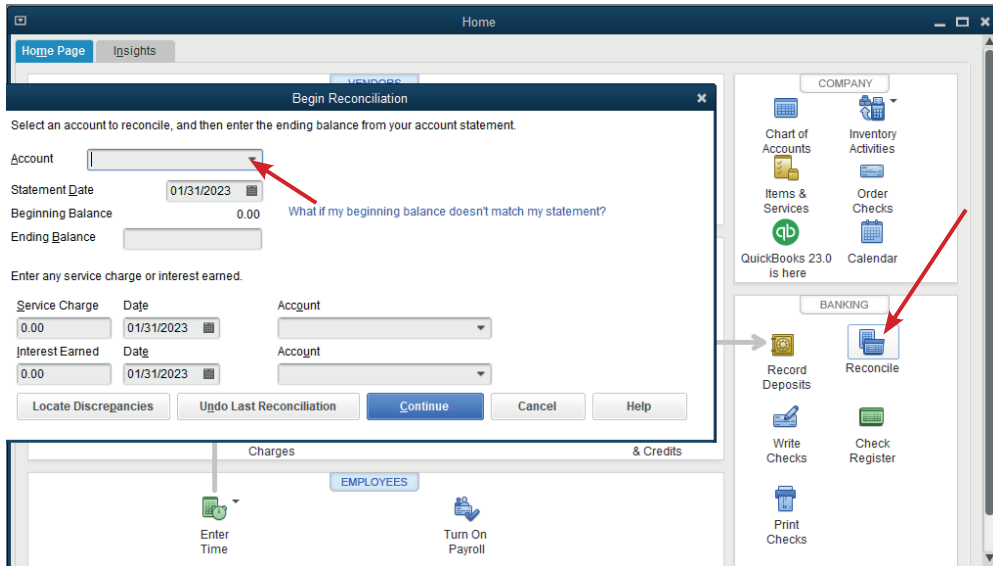 Home
Home Page
Insights
VENDORS
Begin Reconciliation
Select an account to reconcile, and then enter the ending balance from your account statement.
Account
Statement Date 01/31/2023
Beginning Balance 0.00 What if my beginning balance doesn't match my statement?
Ending Balance
Enter any service charge or interest earned.
Service Charge Date Account
0.00 01/31/2023
Interest Earned Date Account
0.00 01/31/2023
Locate Discrepancies Undo Last Reconciliation Continue Cancel Help
Charges & Credits
EMPLOYEES
Enter
Time
Turn On
Payroll
COMPANY
Chart of
Accounts
Inventory
Activities
Items &
Services
Order
Checks
qb
QuickBooks 23.0
is here
Calendar
BANKING
Record
Deposits
Reconcile
Write
Checks
Check
Register
Print
Checks